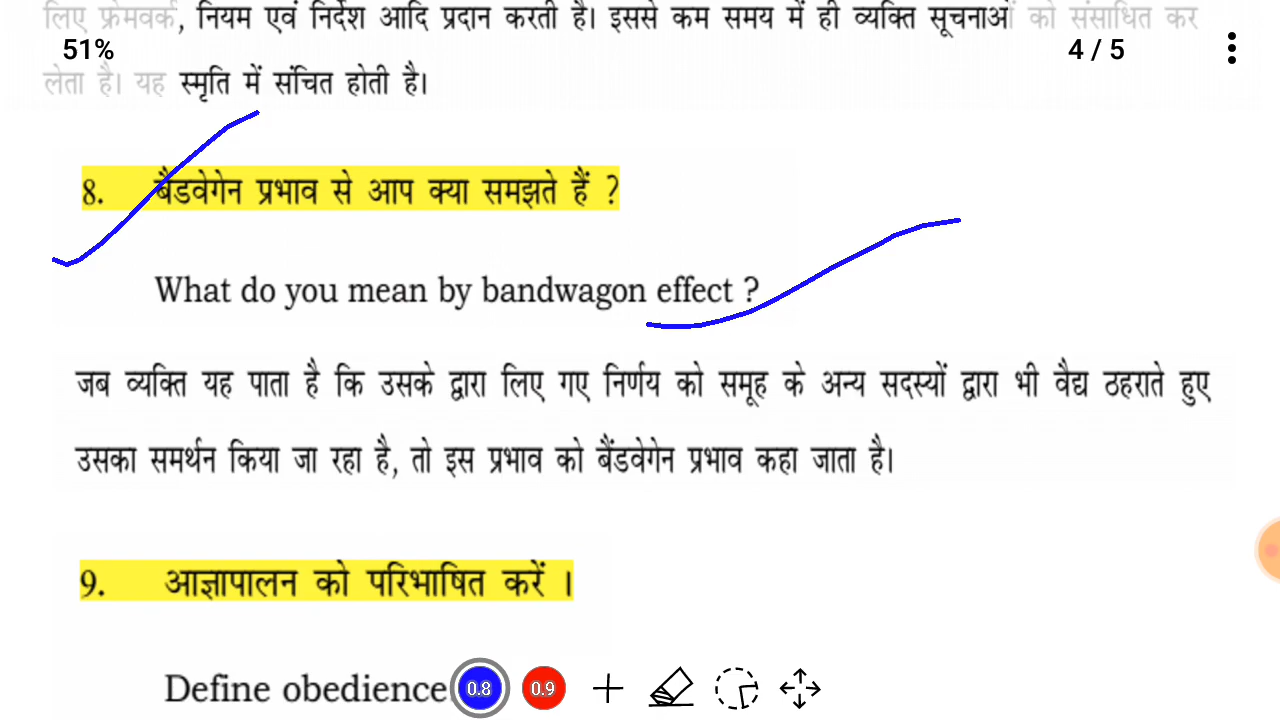 लिए फ्रेमवर्क, नियम एवं निर्देश आदि प्रदान करती है। इससे कम समय में ही व्यक्ति सूचनाओं को संसाधित कर
51%
4 / 5
लेता है। यह स्मृति में संचित होती है।
8. बैंडवेगेन प्रभाव से आप क्या समझते हैं ?
What do you mean by bandwagon effect ?
जब व्यक्ति यह पाता है कि उसके द्वारा लिए गए निर्णय को समूह के अन्य सदस्यों द्वारा भी वैद्य ठहराते हुए
उसका समर्थन किया जा रहा है, तो इस प्रभाव को बैंडवेगेन प्रभाव कहा जाता है।
9. आज्ञापालन को परिभाषित करें ।
Define obedience
0.8 0.9